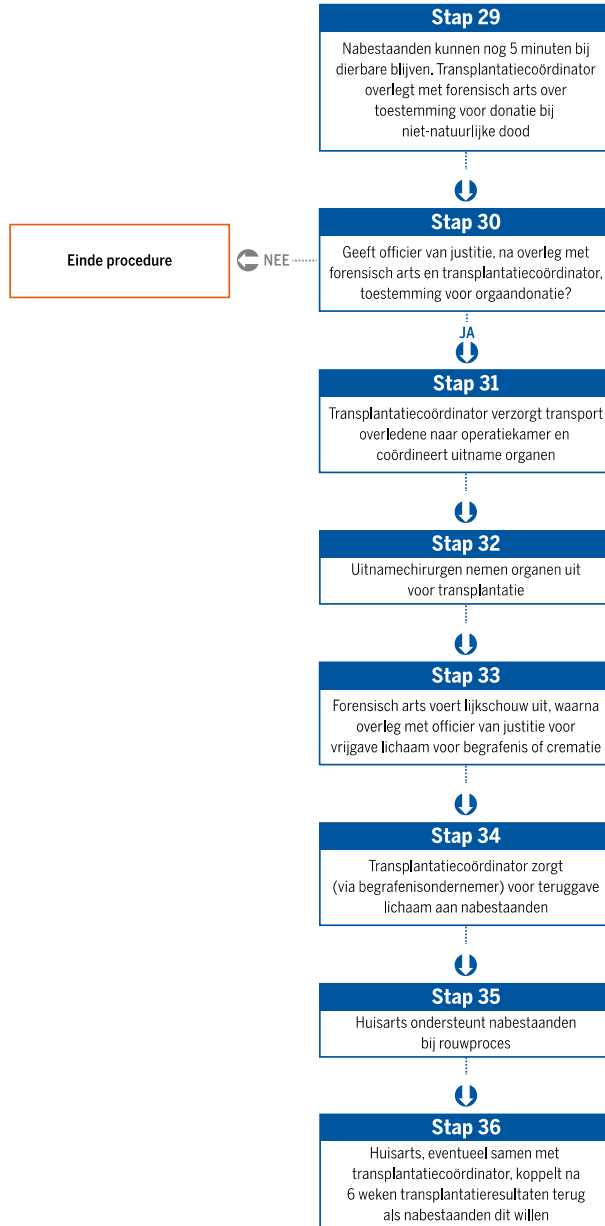 Stap 29
Nabestaanden kunnen nog 5 minuten bij
dierbare blijven. Transplantatiecoördinator
overlegt met forensisch arts over
toestemming voor donatie bij
niet-natuurlijke dood
Stap 30
Geeft officier van justitie, na overleg met
forensisch arts en transplantatiecoördinator,
toestemming voor orgaandonatie?
NEE
Einde procedure
JA
Stap 31
Transplantatiecoördinator verzorgt transport
overledene naar operatiekamer en
coördineert uitname organen
Stap 32
Uitnamechirurgen nemen organen uit
voor transplantatie
Stap 33
Forensisch arts voert lijkschouw uit, waarna
overleg met officier van justitie voor
vrijgave lichaam voor begrafenis of crematie
Stap 34
Transplantatiecoördinator zorgt
(via begrafenisondernemer) voor teruggave
lichaam aan nabestaanden
Stap 35
Huisarts ondersteunt nabestaanden
bij rouwproces
Stap 36
Huisarts, eventueel samen met
transplantatiecoördinator, koppelt na
6 weken transplantatieresultaten terug
als nabestaanden dit willen